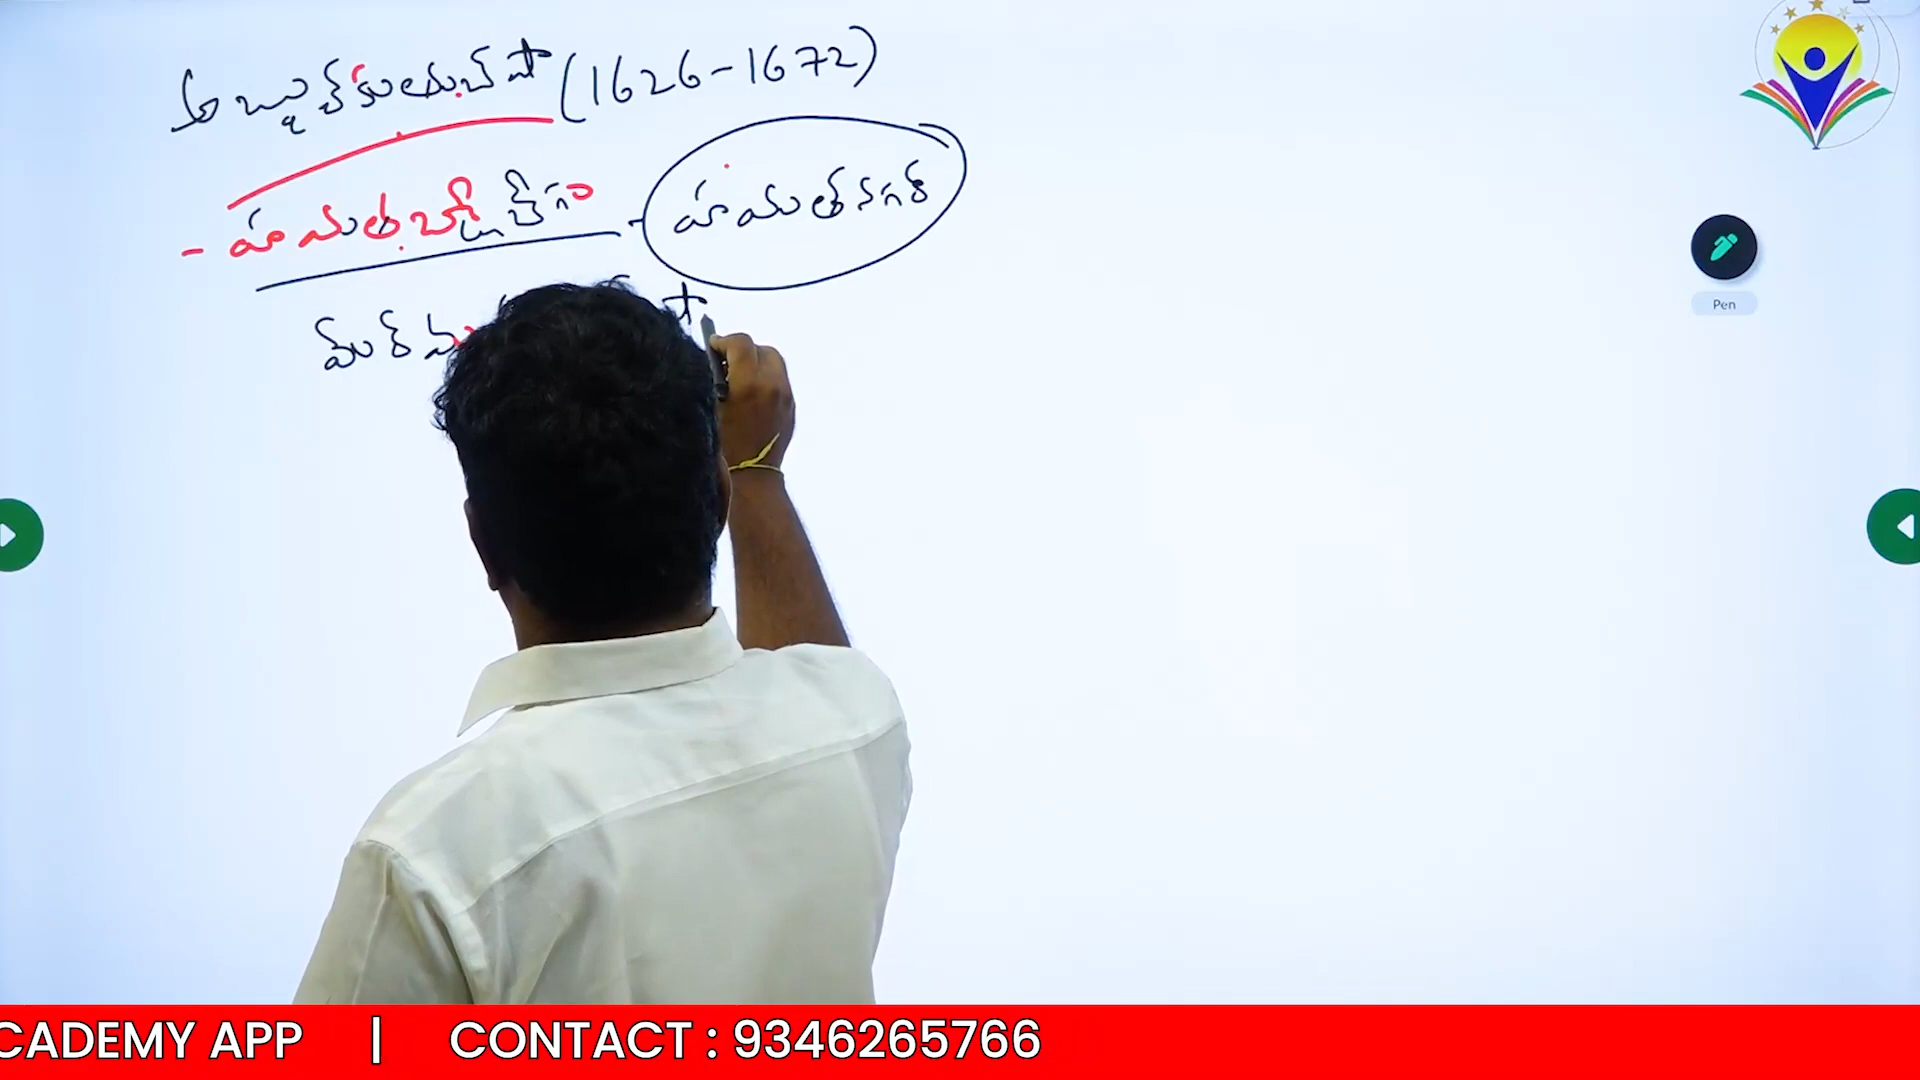 అబ్దుల్ కుతుబ్ షా (1626-1672)
- హయత్ బక్షీ బేగం - హయత్ నగర్
Pen
CADEMY APP | CONTACT : 9346265766